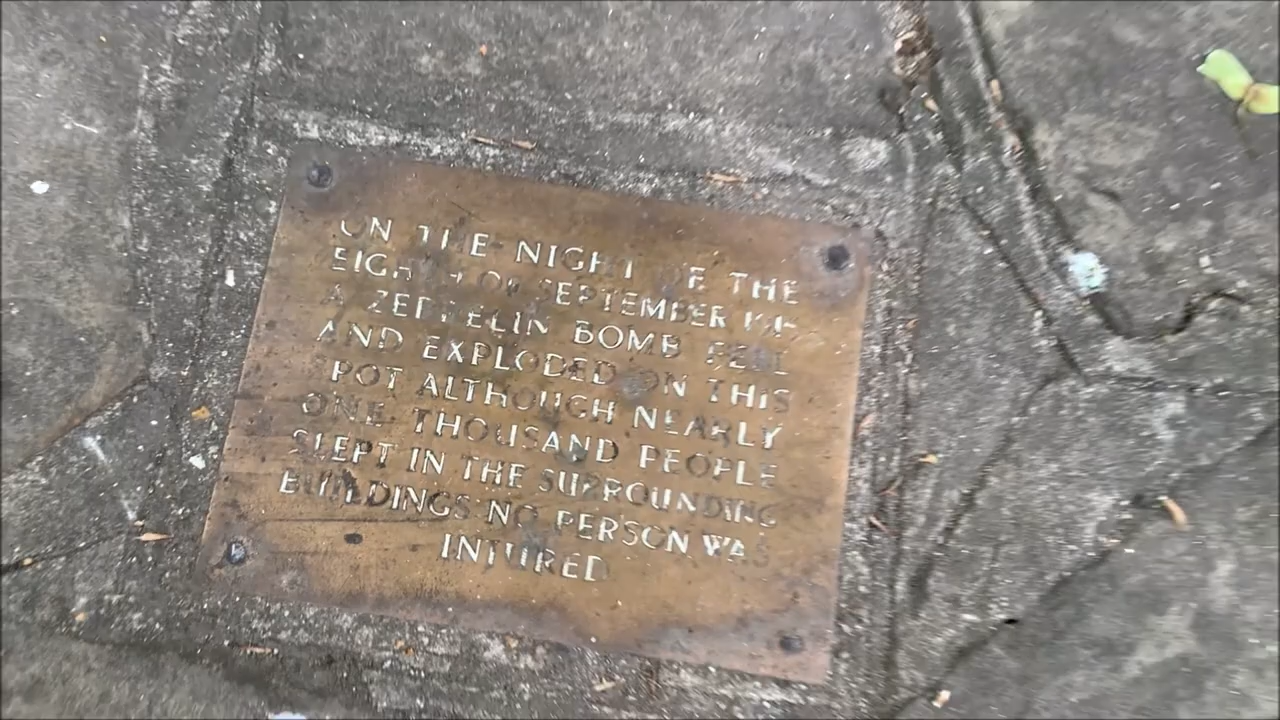 ON THE NIGHT OF THE
EIGHTH OF SEPTEMBER
A ZEPPELIN BOMB FELL
AND EXPLODED ON THIS
POT ALTHOUGH NEARLY
ONE THOUSAND PEOPLE
SLEPT IN THE SURROUNDING
BUILDINGS NO PERSON WAS
INJURED